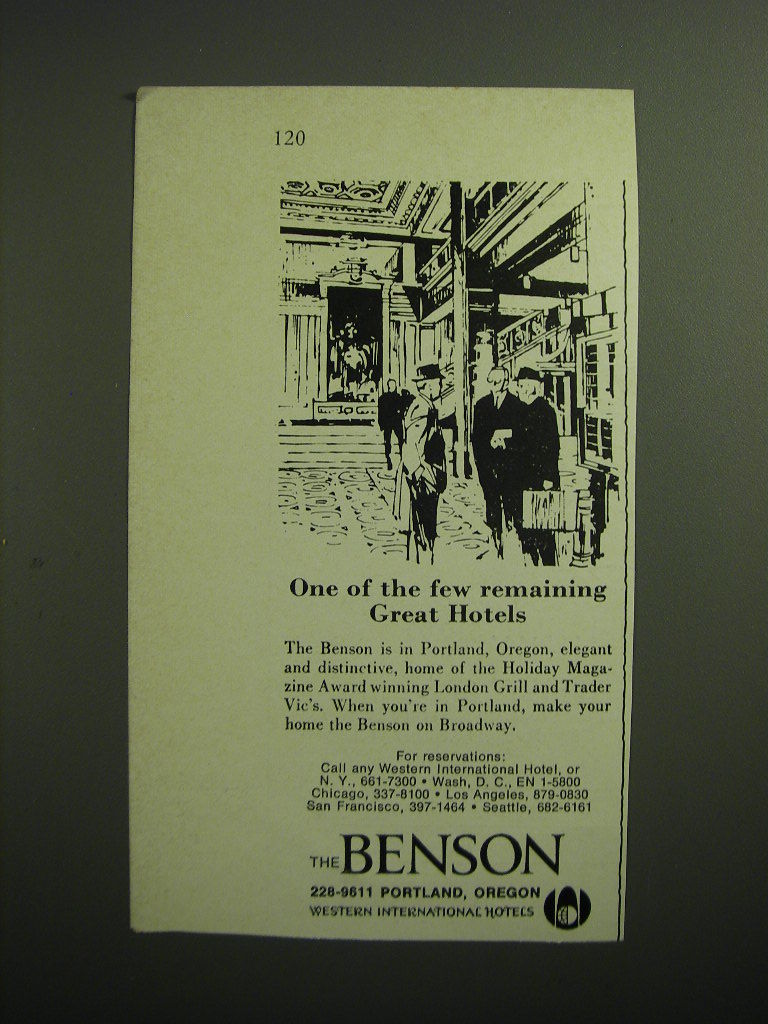 120
One of the few remaining
Great Hotels
The Benson is in Portland, Oregon, elegant
and distinctive, home of the Holiday Maga-
zine Award winning London Grill and Trader
Vic's. When you're in Portland, make your
home the Benson on Broadway.
For reservations:
Call any Western International Hotel, or
N. Y., 661-7300 • Wash, D. C., EN 1-5800
Chicago, 337-8100 • Los Angeles, 879-0830
San Francisco, 397-1464 • Seattle, 682-6161
THE BENSON
228-9611 PORTLAND, OREGON
WESTERN INTERNATIONAL HOTELS